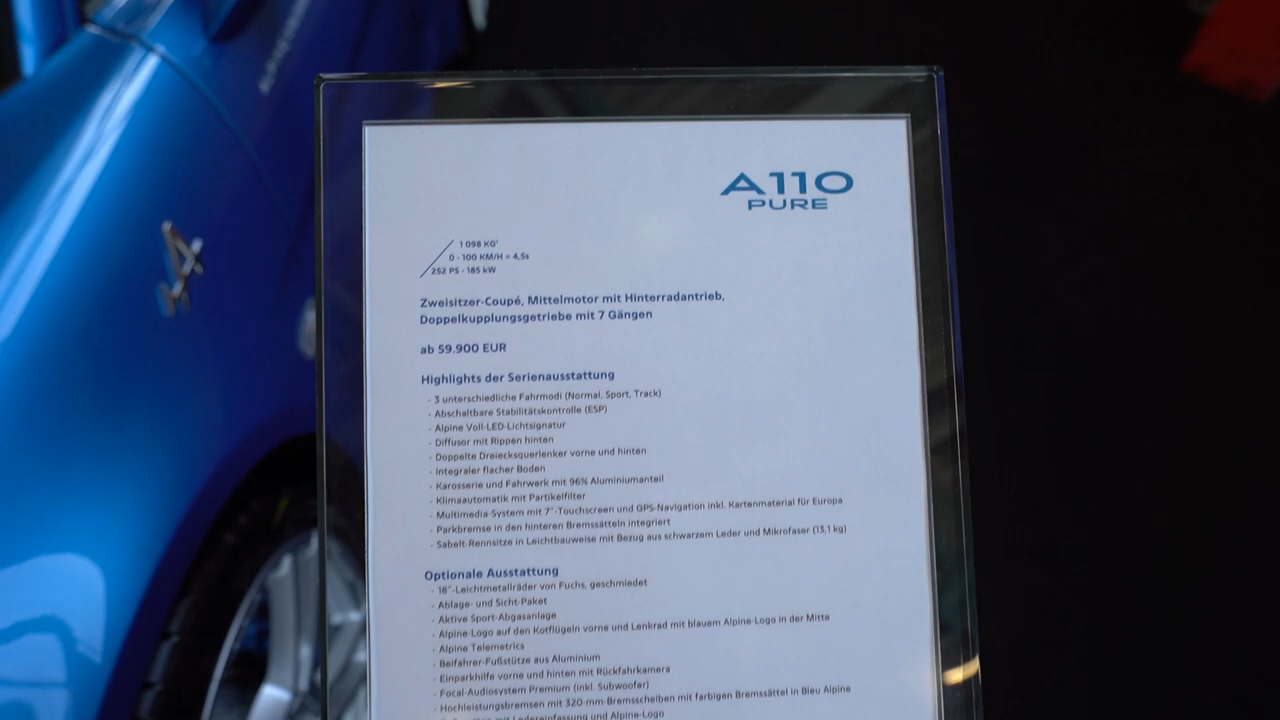 A110
PURE
1 098 KG¹
0 - 100 KM/H = 4,5s
252 PS - 185 kW
Zweisitzer-Coupé, Mittelmotor mit Hinterradantrieb,
Doppelkupplungsgetriebe mit 7 Gängen
ab 59.900 EUR
Highlights der Serienausstattung
- 3 unterschiedliche Fahrmodi (Normal, Sport, Track)
- Abschaltbare Stabilitätskontrolle (ESP)
- Alpine Voll-LED-Lichtsignatur
- Diffusor mit Rippen hinten
- Doppelte Dreiecksquerlenker vorne und hinten
- Integraler flacher Boden
- Karosserie und Fahrwerk mit 96% Aluminiumanteil
- Klimaautomatik mit Partikelfilter
- Multimedia-System mit 7"-Touchscreen und GPS-Navigation inkl. Kartenmaterial für Europa
- Parkbremse in den hinteren Bremssätteln integriert
- Sabelt-Rennsitze in Leichtbauweise mit Bezug aus schwarzem Leder und Mikrofaser (13,1 kg)
Optionale Ausstattung
- 18"-Leichtmetallräder von Fuchs, geschmiedet
- Ablage- und Sicht-Paket
- Aktive Sport-Abgasanlage
- Alpine-Logo auf den Kotflügeln vorne und Lenkrad mit blauem Alpine-Logo in der Mitte
- Alpine Telemetrics
- Beifahrer-Fußstütze aus Aluminium
- Einparkhilfe vorne und hinten mit Rückfahrkamera
- Focal-Audiosystem Premium (inkl. Subwoofer)
- Hochleistungsbremsen mit 320-mm-Bremsscheiben mit farbigen Bremssättel in Bleu Alpine
mit Ledereinfassung und Alpine-Logo